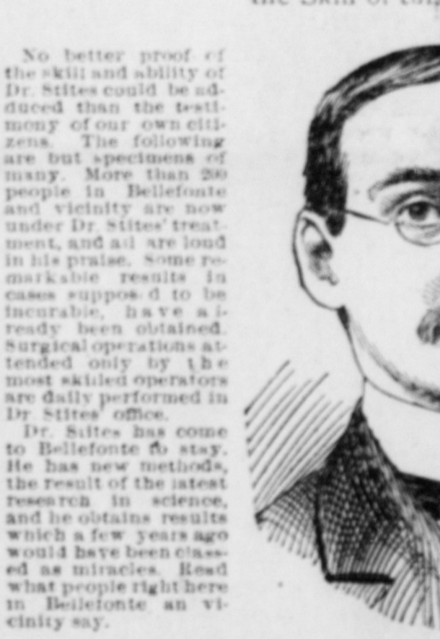 the Skin of
No better proof of
the skill and ability of
Dr. Stites could be ad-
duced than the testi-
mony of our own citi-
zens. The following
are but specimens of
many. More than 200
people in Bellefonte
and vicinity are now
under Dr. Stites' treat-
ment, and all are loud
in his praise. Some re-
markable results in
cases supposed to be
incurable, have al-
ready been obtained.
Surgical operations at-
tended only by the
most skilled operators
are daily performed in
Dr. Stites' office.
Dr. Stites has come
to Bellefonte to stay.
He has new methods,
the result of the latest
research in science,
and he obtains results
which a few years ago
would have been class-
ed as miracles. Read
what people right here
in Bellefonte an vi-
cinity say.